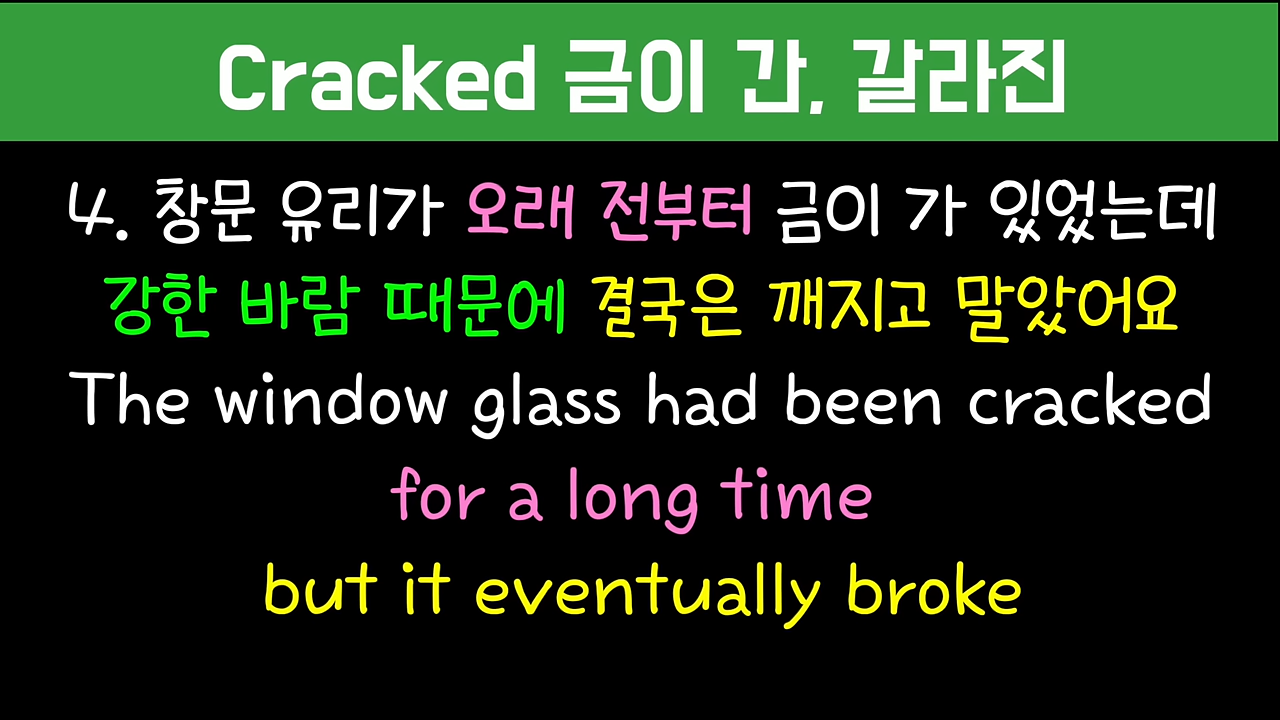 Cracked 금이 간, 갈라진
4. 창문 유리가 오래 전부터 금이 가 있었는데
강한 바람 때문에 결국은 깨지고 말았어요
The window glass had been cracked
for a long time
but it eventually broke